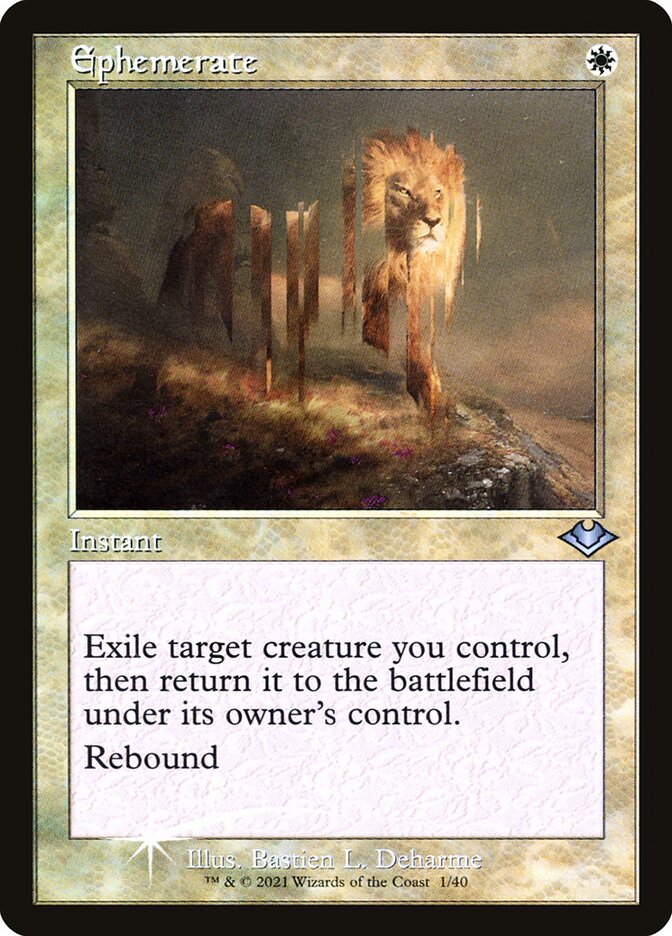 Ephemerate
Instant
Exile target creature you control,
then return it to the battlefield
under its owner's control.
Rebound
Illus. Bastien L. Deharme
™ & © 2021 Wizards of the Coast 1/40